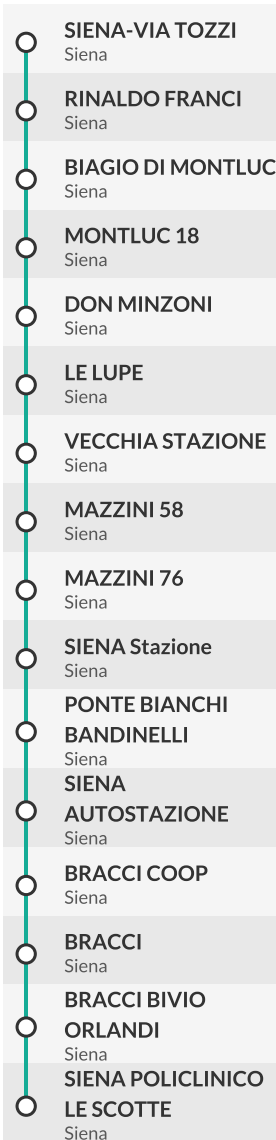 SIENA-VIA TOZZI
Siena
RINALDO FRANCI
Siena
BIAGIO DI MONTLUC
Siena
MONTLUC 18
Siena
DON MINZONI
Siena
LE LUPE
Siena
VECCHIA STAZIONE
Siena
MAZZINI 58
Siena
MAZZINI 76
Siena
SIENA Stazione
Siena
PONTE BIANCHI
BANDINELLI
Siena
SIENA
AUTOSTAZIONE
Siena
BRACCI COOP
Siena
BRACCI
Siena
BRACCI BIVIO
ORLANDI
Siena
SIENA POLICLINICO
LE SCOTTE
Siena